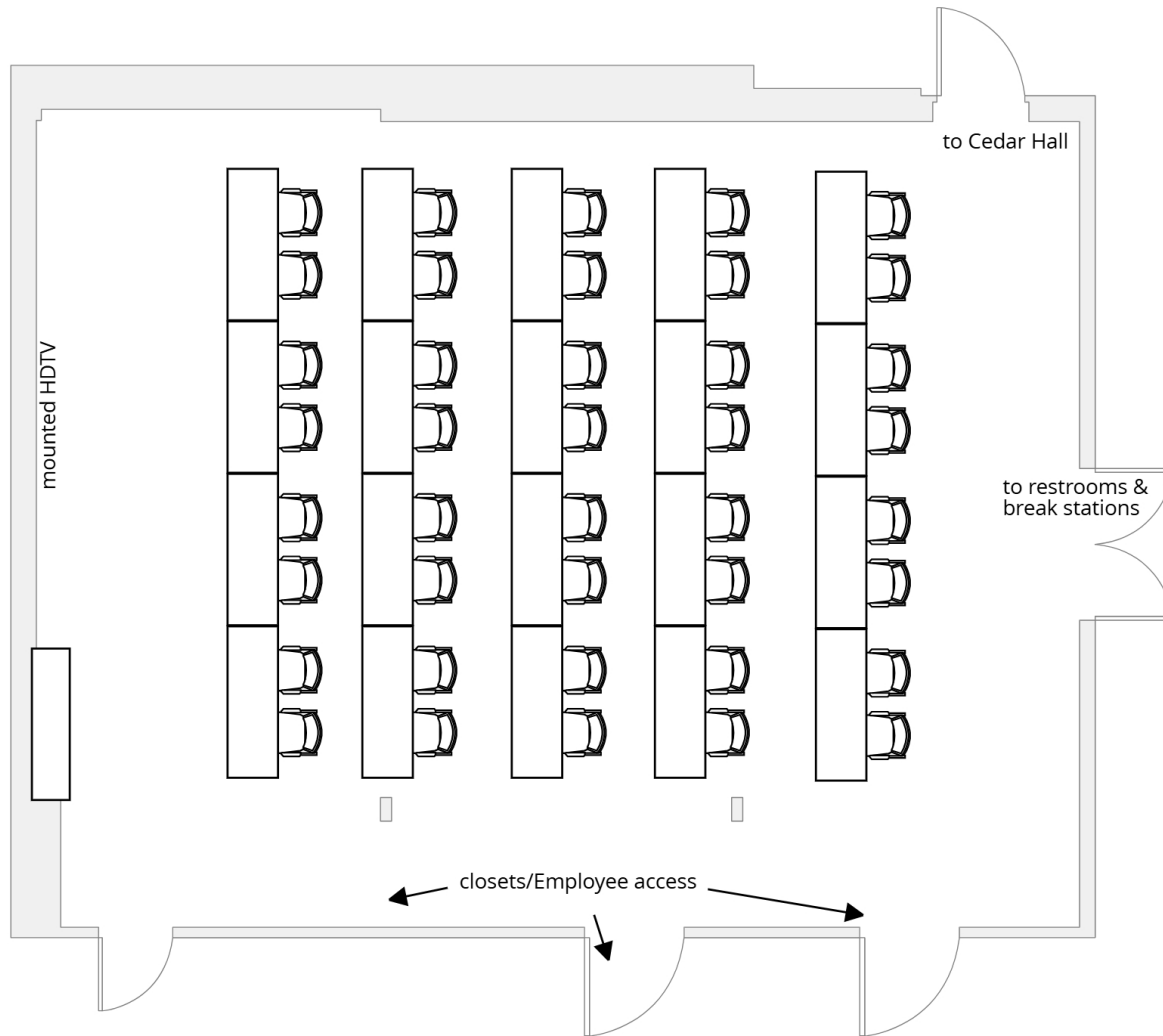 to Cedar Hall
mounted HDTV
to restrooms &
break stations
closets/Employee access